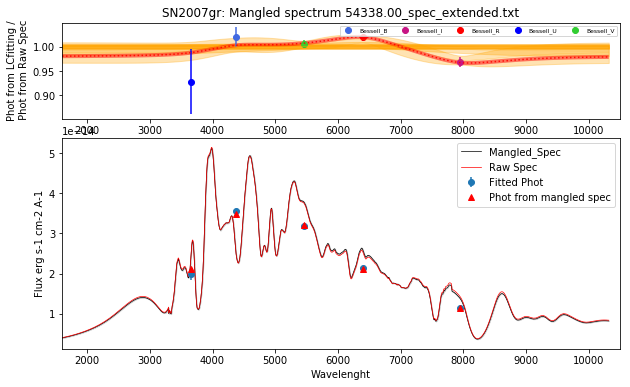 SN2007gr: Mangled spectrum 54338.00_spec_extended.txt
Phot from LCfitting /
Phot from Raw Spec
1.00
0.95
0.90
Bessell_B
Bessell_I
Bessell_R
Bessell_U
Bessell_V
2000 3000 4000 5000 6000 7000 8000 9000 10000
1e−14
Flux erg s-1 cm-2 A-1
5
4
3
2
1
Mangled_Spec
Raw Spec
Fitted Phot
Phot from mangled spec
2000 3000 4000 5000 6000 7000 8000 9000 10000
Wavelenght